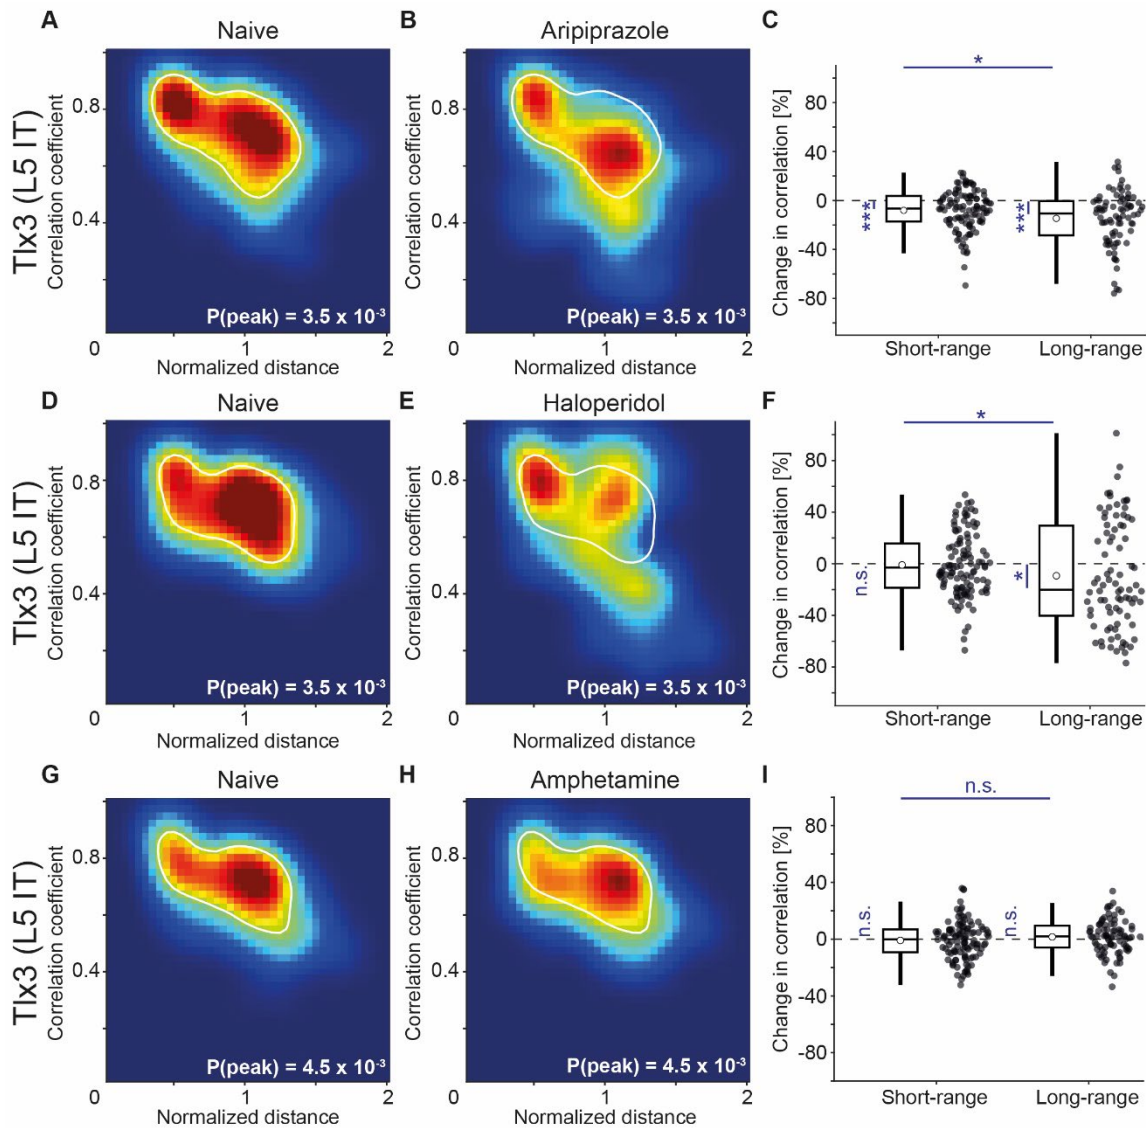 A
Naive
Tlx3 (L5 IT)
Correlation coefficient
0.8
0.4
0
1
2
P(peak) = 3.5 x 10-3
Normalized distance
B
Aripiprazole
Correlation coefficient
0.8
0.4
0
1
2
P(peak) = 3.5 x 10-3
Normalized distance
C
Change in correlation [%]
80
40
0
-40
-80
*
***
***
Short-range
Long-range
D
Naive
Tlx3 (L5 IT)
Correlation coefficient
0.8
0.4
0
1
2
P(peak) = 3.5 x 10-3
Normalized distance
E
Haloperidol
Correlation coefficient
0.8
0.4
0
1
2
P(peak) = 3.5 x 10-3
Normalized distance
F
Change in correlation [%]
80
40
0
-40
-80
*
n.s.
*
Short-range
Long-range
G
Naive
Tlx3 (L5 IT)
Correlation coefficient
0.8
0.4
0
1
2
P(peak) = 4.5 x 10-3
Normalized distance
H
Amphetamine
Correlation coefficient
0.8
0.4
0
1
2
P(peak) = 4.5 x 10-3
Normalized distance
I
Change in correlation [%]
80
40
0
-40
-80
n.s.
n.s.
n.s.
Short-range
Long-range